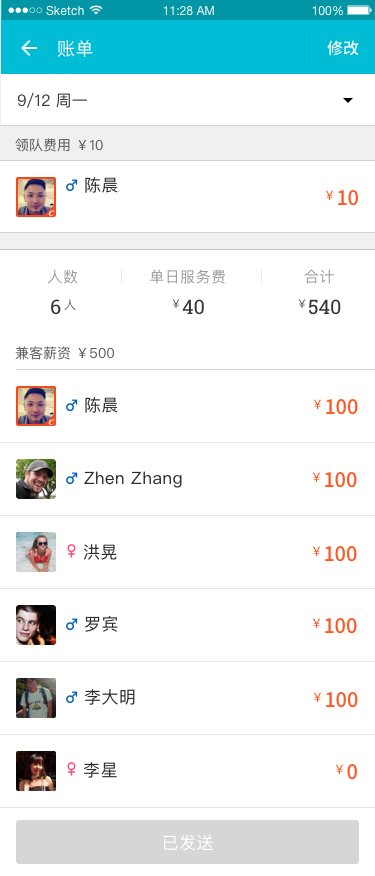 Sketch 11:28 AM 100%
账单 修改
9/12 周一
领队费用 ￥10
陈晨 ￥10
人数 单日服务费 合计
6人 ￥40 ￥540
兼客薪资 ￥500
陈晨 ￥100
Zhen Zhang ￥100
洪晃 ￥100
罗宾 ￥100
李大明 ￥100
李星 ￥0
已发送